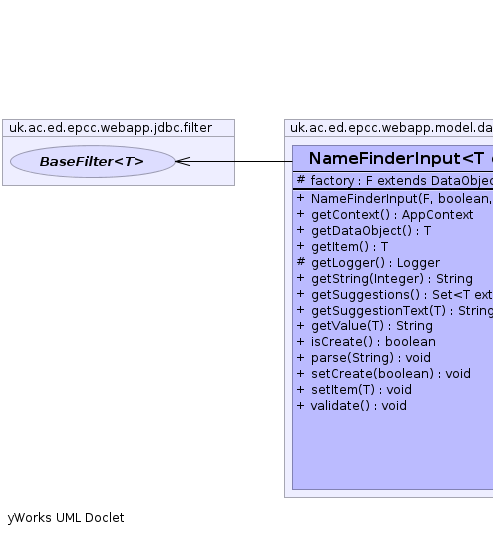 uk.ac.ed.epcc.webapp.jdbc.filter
BaseFilter<T>
uk.ac.ed.epcc.webapp.model.da
NameFinderInput<T
# factory : F extends DataObjec
+ NameFinderInput(F, boolean,
+ getContext() : AppContext
+ getDataObject() : T
+ getItem() : T
# getLogger() : Logger
+ getString(Integer) : String
+ getSuggestions() : Set<T ext
+ getSuggestionText(T) : String
+ getValue(T) : String
+ isCreate() : boolean
+ parse(String) : void
+ setCreate(boolean) : void
+ setItem(T) : void
+ validate() : void
yWorks UML Doclet